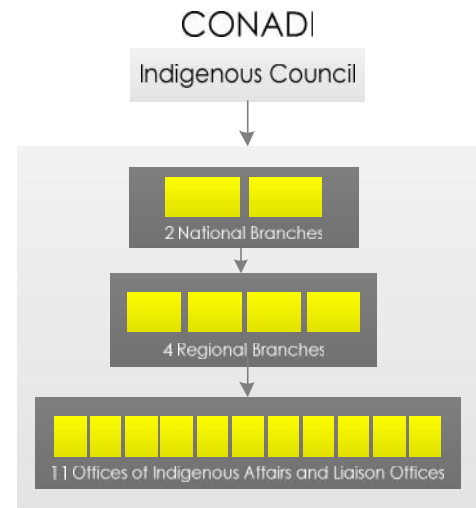 CONADI
Indigenous Council
2 National Branches
4 Regional Branches
11 Offices of Indigenous Affairs and Liaison Offices